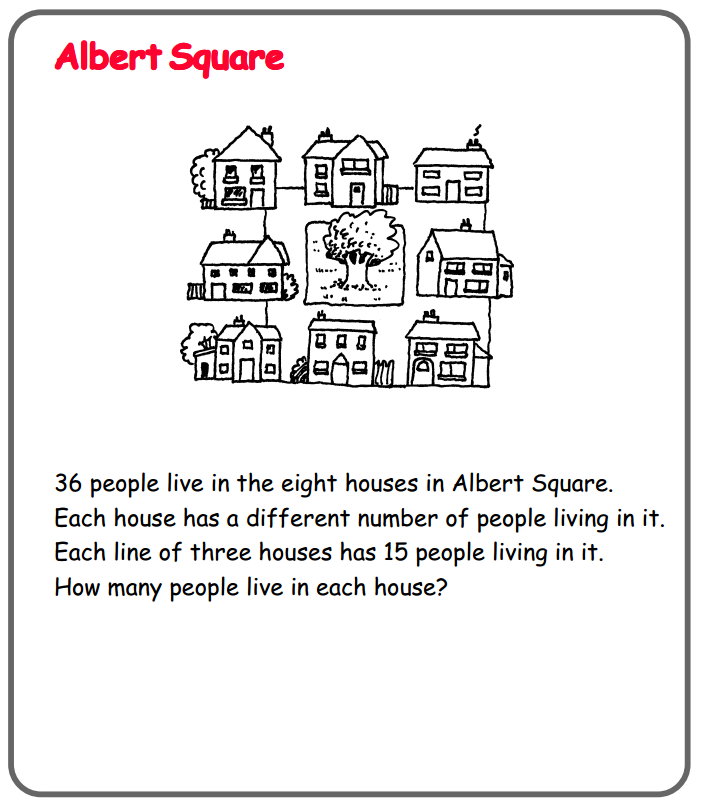 Albert Square
36 people live in the eight houses in Albert Square.
Each house has a different number of people living in it.
Each line of three houses has 15 people living in it.
How many people live in each house?